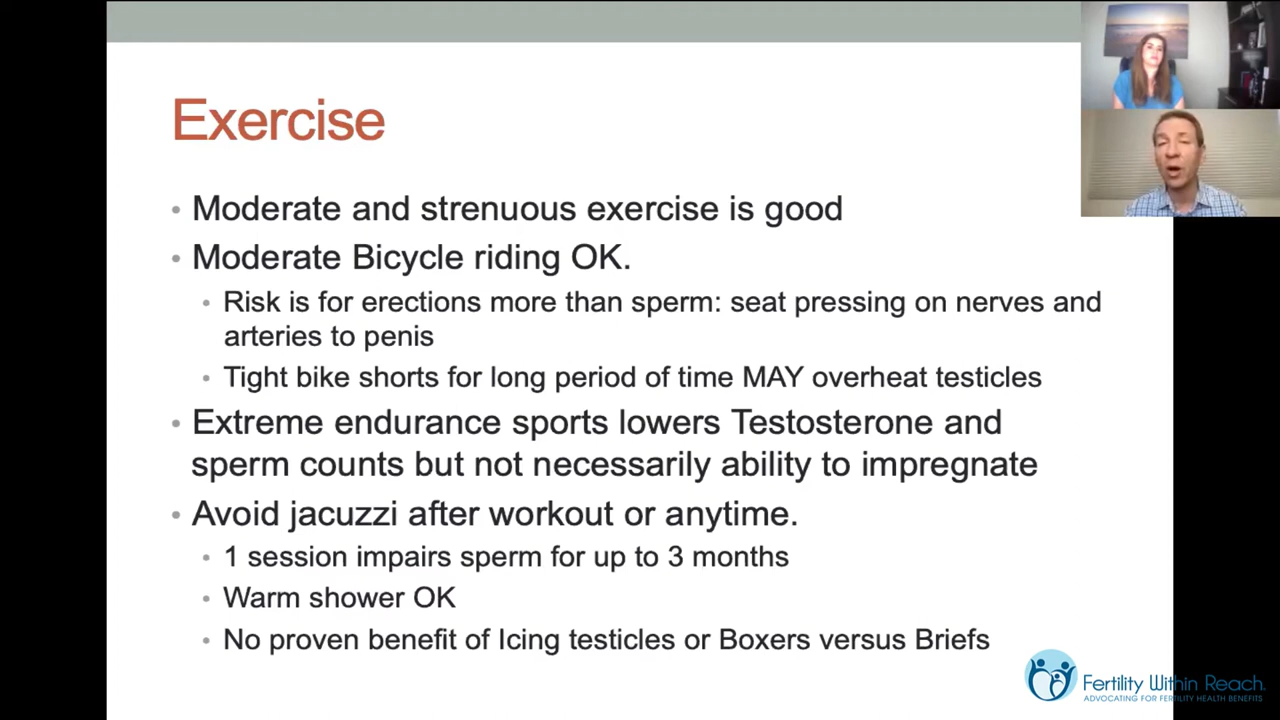 Exercise
• Moderate and strenuous exercise is good
• Moderate Bicycle riding OK.
• Risk is for erections more than sperm: seat pressing on nerves and
arteries to penis
• Tight bike shorts for long period of time MAY overheat testicles
• Extreme endurance sports lowers Testosterone and
sperm counts but not necessarily ability to impregnate
• Avoid jacuzzi after workout or anytime.
• 1 session impairs sperm for up to 3 months
• Warm shower OK
• No proven benefit of Icing testicles or Boxers versus Briefs
Fertility Within Reach.
ADVOCATING FOR FERTILITY HEALTH BENEFITS